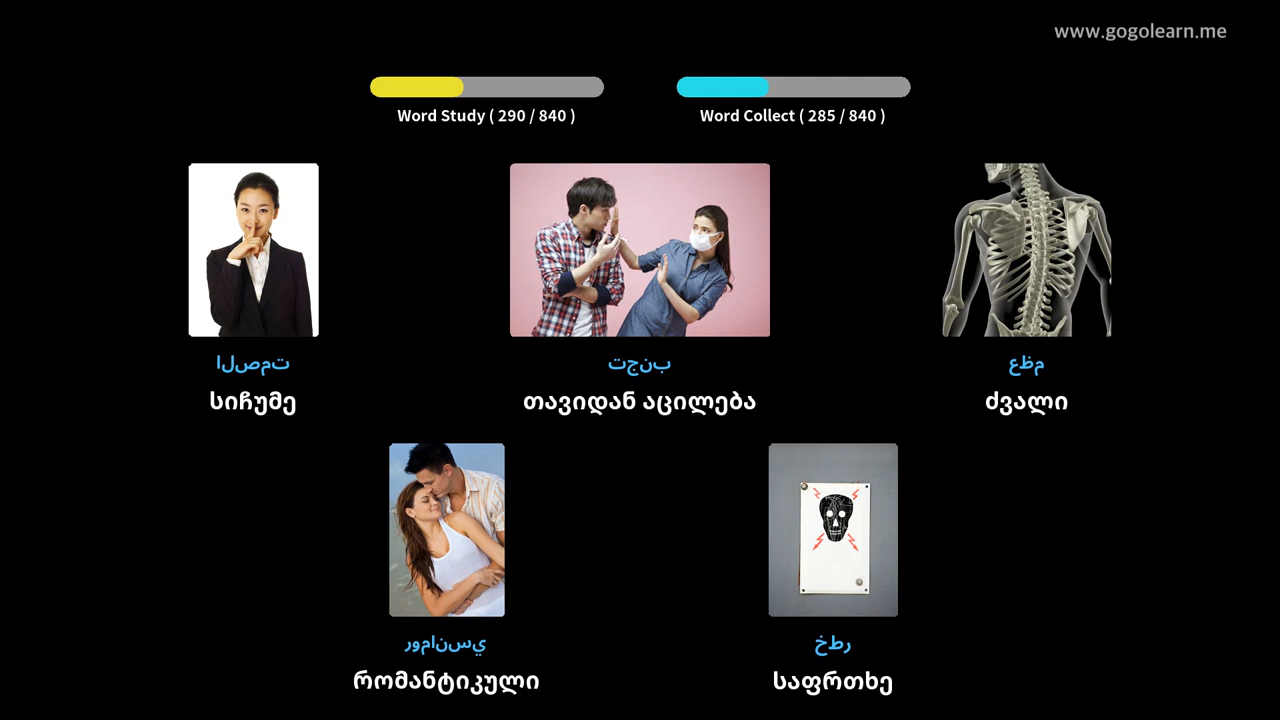 www.gogolearn.me
Word Study ( 290 / 840 )
Word Collect ( 285 / 840 )
الصمت
სიჩუმე
تجنب
თავიდან აცილება
عظم
ძვალი
رومانسي
რომანტიკული
خطر
საფრთხე